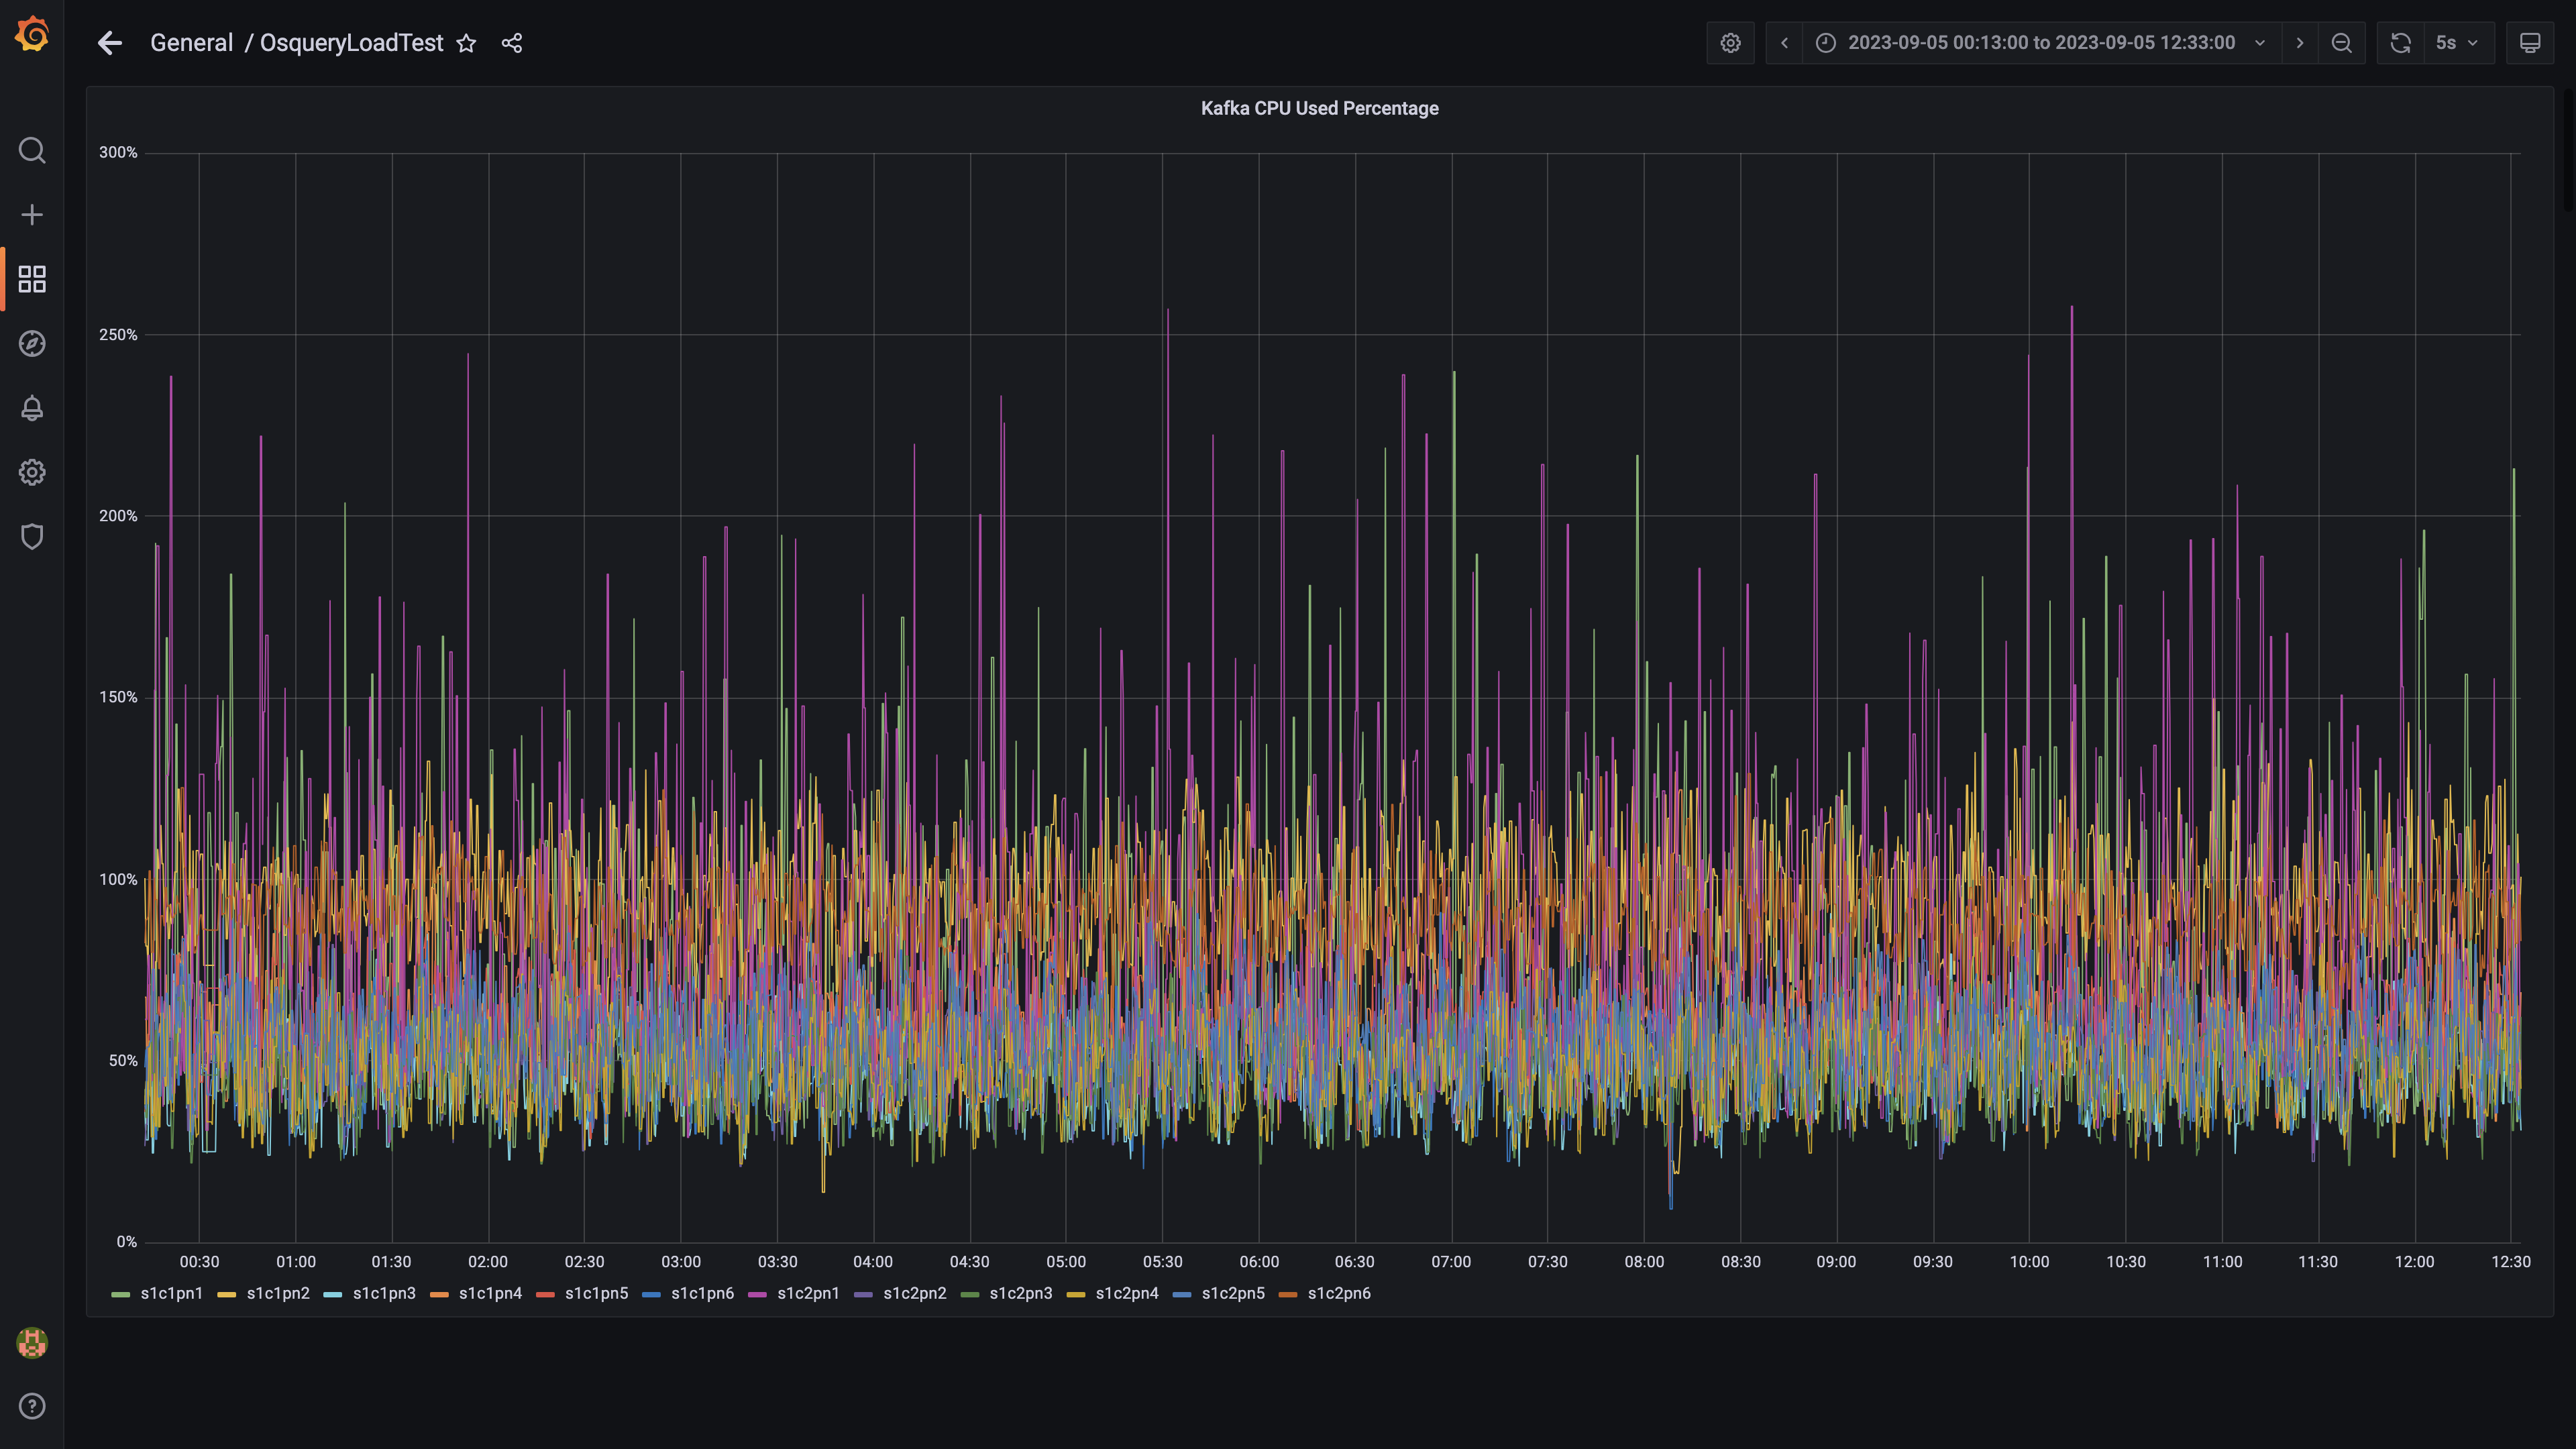 General / OsqueryLoadTest
2023-09-05 00:13:00 to 2023-09-05 12:33:00
5s
Kafka CPU Used Percentage
300%
250%
200%
150%
100%
50%
0%
00:30 01:00 01:30 02:00 02:30 03:00 03:30 04:00 04:30 05:00 05:30 06:00 06:30 07:00 07:30 08:00 08:30 09:00 09:30 10:00 10:30 11:00 11:30 12:00 12:30
s1c1pn1 s1c1pn2 s1c1pn3 s1c1pn4 s1c1pn5 s1c1pn6 s1c2pn1 s1c2pn2 s1c2pn3 s1c2pn4 s1c2pn5 s1c2pn6